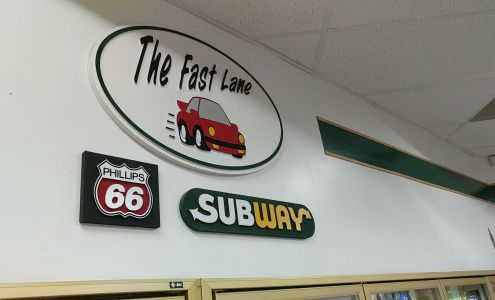 The Fast Lane
PHILLIPS
66
SUBWAY